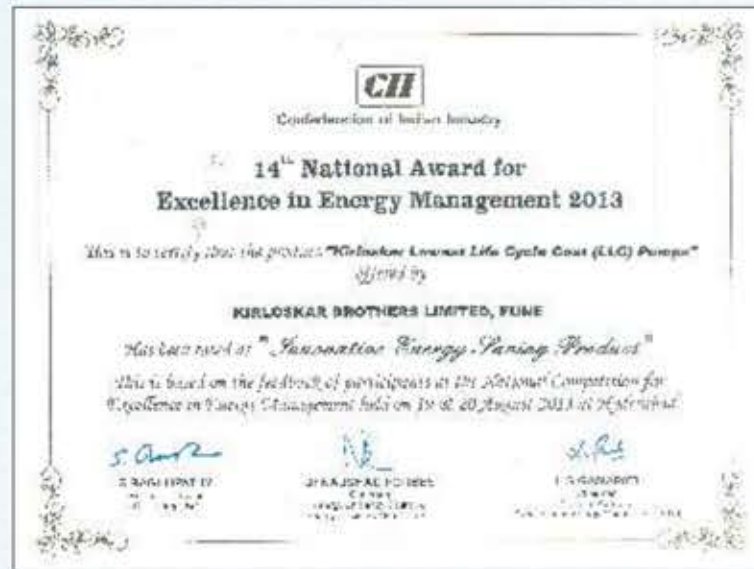 CII
Confederation of Indian Industry
14th National Award for
Excellence in Energy Management 2013
This is to certify that the product "Kirloskar Lowest Life Cycle Cost (LLC) Pumps"
offered by
KIRLOSKAR BROTHERS LIMITED, PUNE
Has been rated as "Innovative Energy Saving Product"
This is based on the feedback of participants at the National Competition for
Excellence in Energy Management held on 19 & 20 August 2013 at Hyderabad
S RAGHUPATHY
FORBES
L S GANAPATI